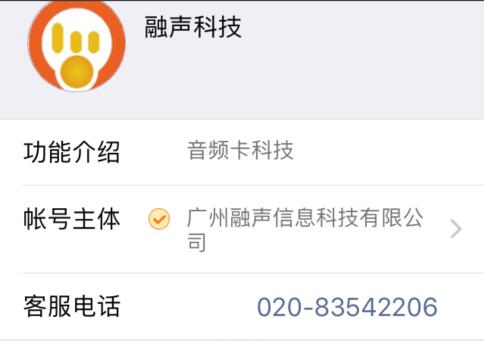 融声科技
功能介绍
音频卡科技
帐号主体
广州融声信息科技有限公
司
客服电话
020-83542206